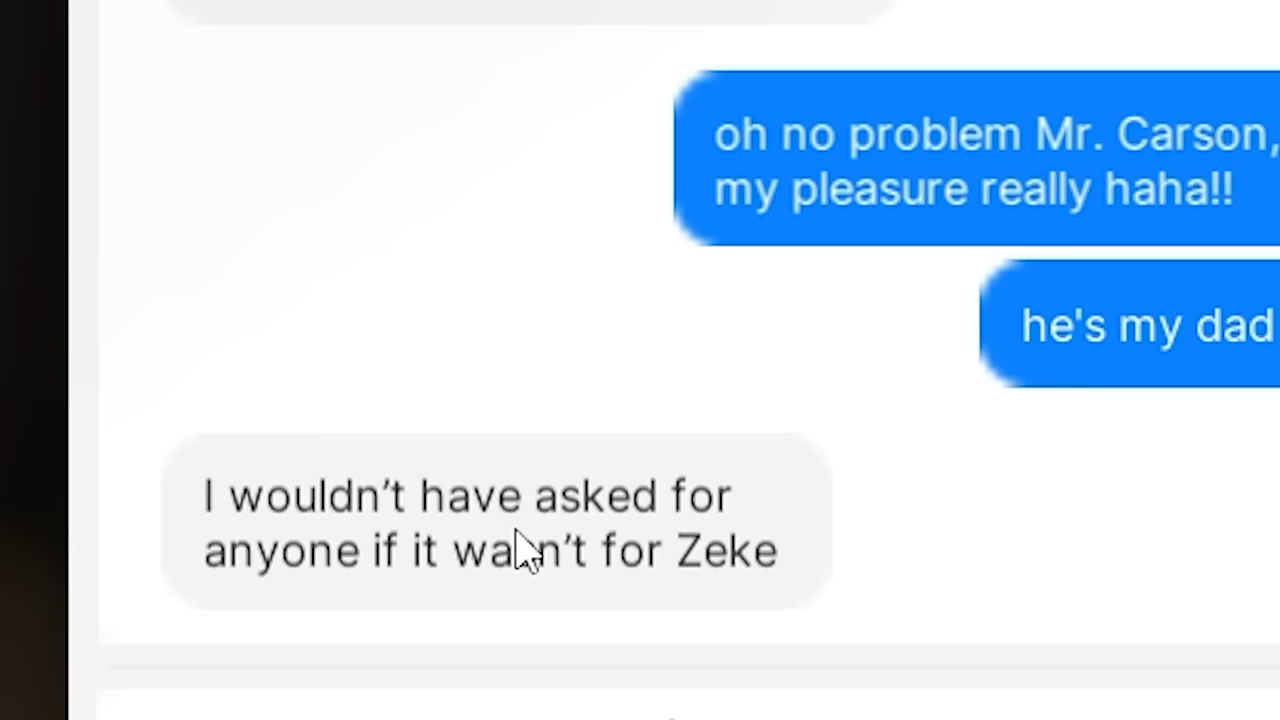 oh no problem Mr. Carson,
my pleasure really haha!!
he's my dad
I wouldn’t have asked for
anyone if it wasn’t for Zeke